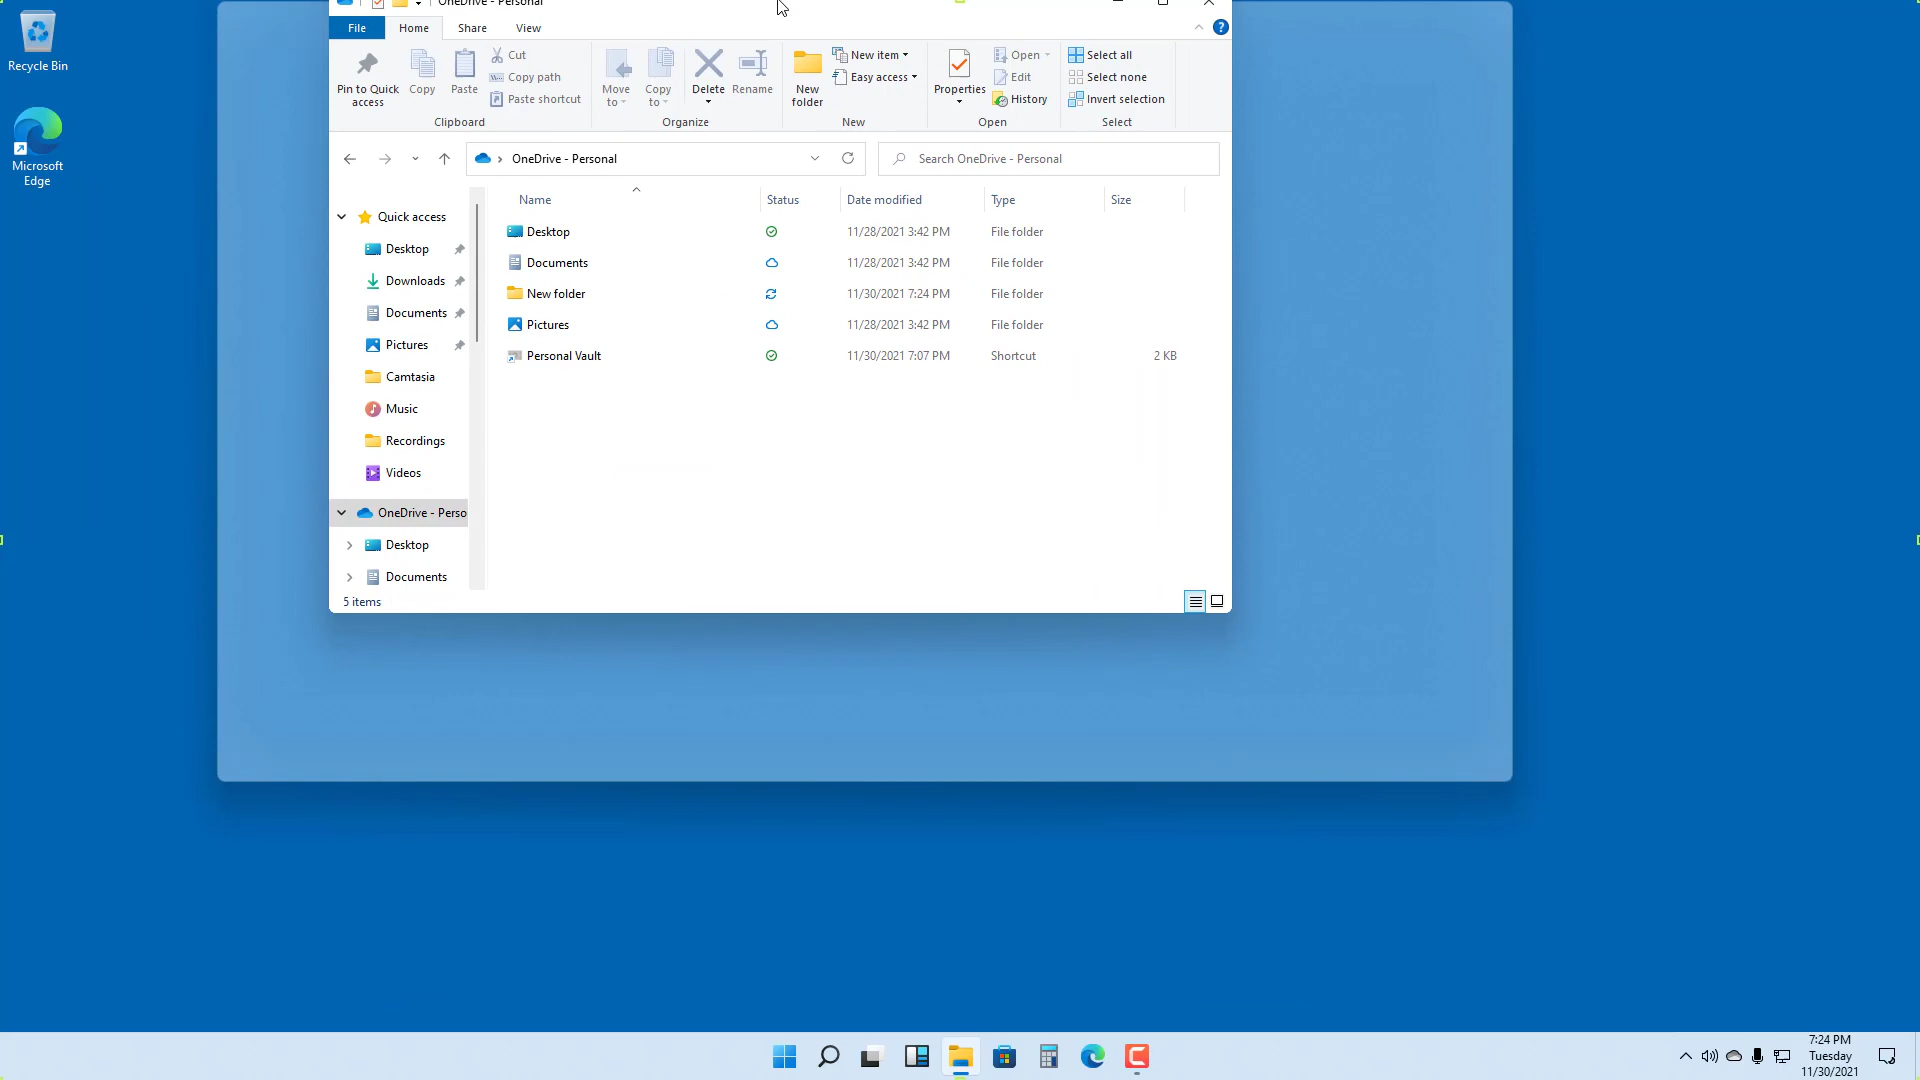 OneDrive - Personal
File Home Share View
Recycle Bin
Microsoft
Edge
Pin to Quick
access
Copy
Paste
Cut
Copy path
Paste shortcut
Clipboard
Move
to
Copy
to
Delete
Rename
Organize
New
folder
New item
Easy access
New
Properties
Open
Edit
History
Open
Select all
Select none
Invert selection
Select
OneDrive - Personal
Search OneDrive - Personal
Quick access
Desktop
Downloads
Documents
Pictures
Camtasia
Music
Recordings
Videos
OneDrive - Perso
Desktop
Documents
Name Status Date modified Type Size
Desktop 11/28/2021 3:42 PM File folder
Documents 11/28/2021 3:42 PM File folder
New folder 11/30/2021 7:24 PM File folder
Pictures 11/28/2021 3:42 PM File folder
Personal Vault 11/30/2021 7:07 PM Shortcut 2 KB
5 items
7:24 PM
Tuesday
11/30/2021